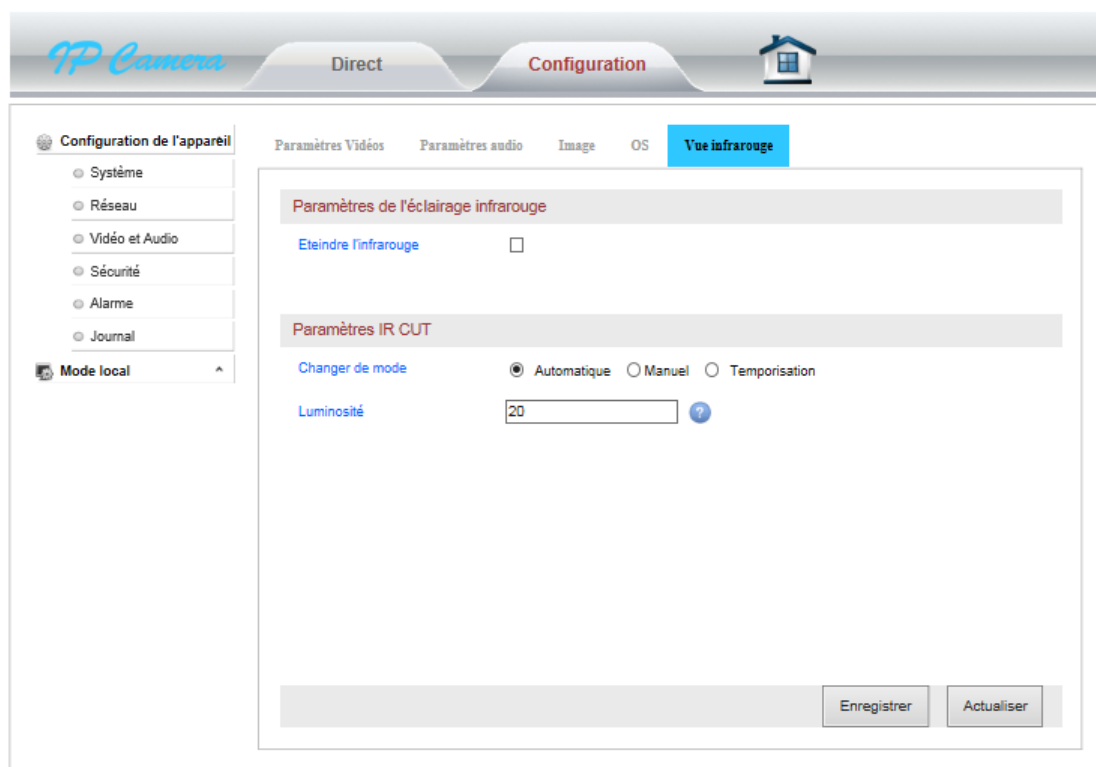 IP Camera
Direct
Configuration
Configuration de l'appareil
Système
Réseau
Vidéo et Audio
Sécurité
Alarme
Journal
Mode local
Paramètres Vidéos
Paramètres audio
Image
OS
Vue infrarouge
Paramètres de l'éclairage infrarouge
Eteindre l'infrarouge
Paramètres IR CUT
Changer de mode
Automatique
Manuel
Temporisation
Luminosité
20
?
Enregistrer
Actualiser